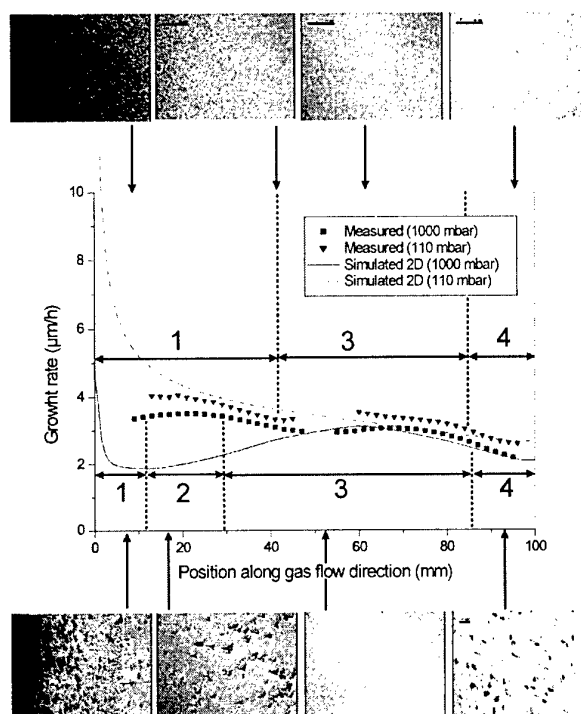 10
8
6
4
2
0
Growht rate (µm/h)
Measured (1000 mbar)
Measured (110 mbar)
Simulated 2D (1000 mbar)
Simulated 2D (110 mbar)
1
3
4
1
2
3
4
0 20 40 60 80 100
Position along gas flow direction (mm)